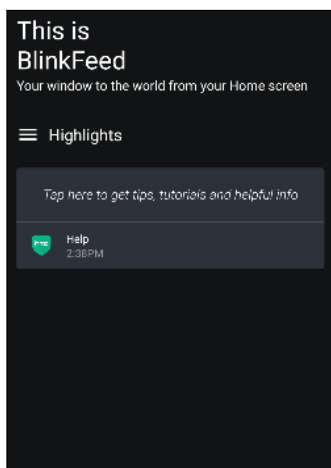 This is
BlinkFeed
Your window to the world from your Home screen
Highlights
Tap here to get tips, tutorials and helpful info
hTC
Help
2:38PM